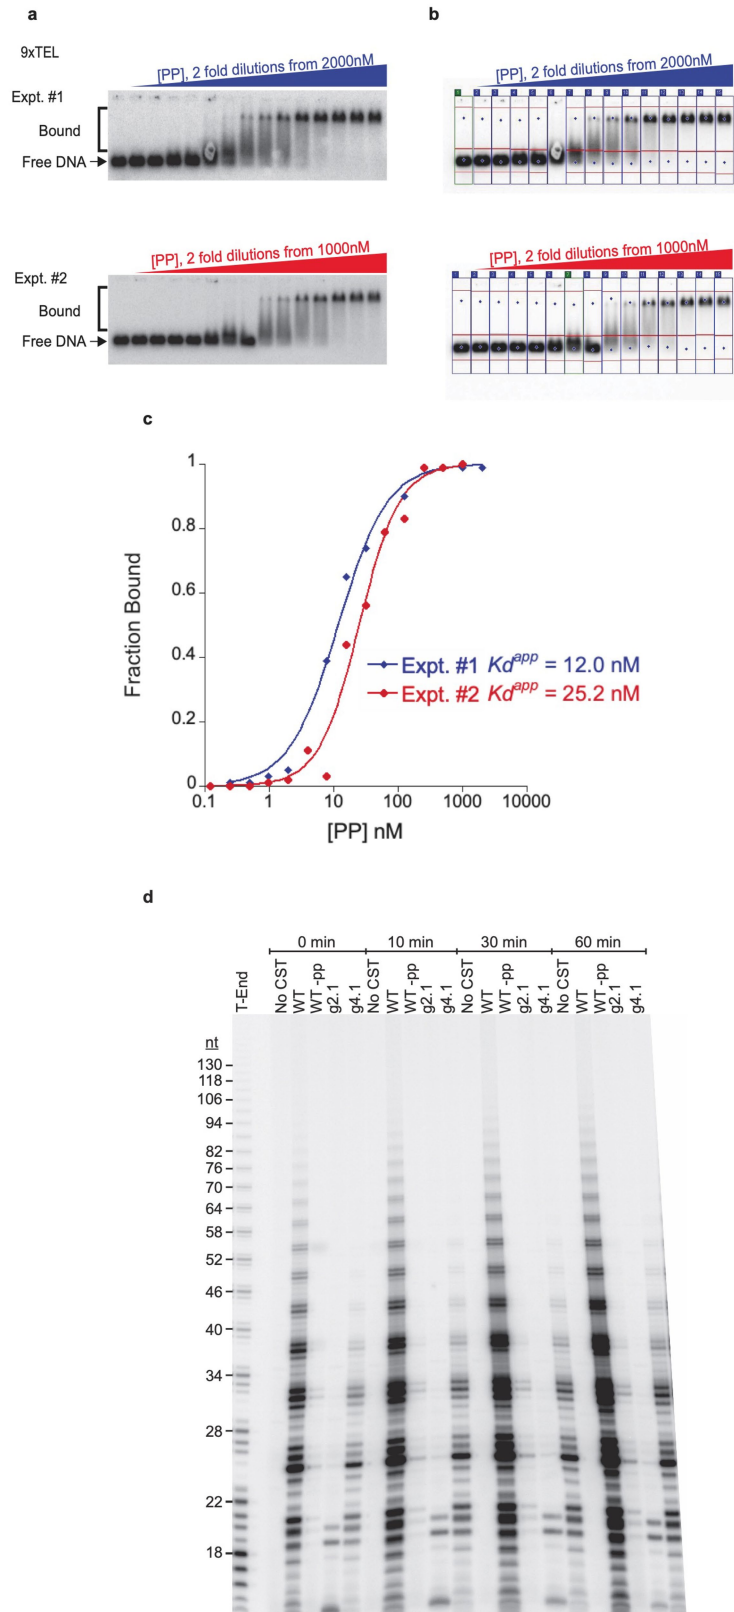 a
b
9xTEL
[PP], 2 fold dilutions from 2000nM
[PP], 2 fold dilutions from 2000nM
Expt. #1
Bound
Free DNA
[PP], 2 fold dilutions from 1000nM
[PP], 2 fold dilutions from 1000nM
Expt. #2
Bound
Free DNA
c
1
0.8
0.6
0.4
0.2
0
Fraction Bound
Expt. #1 Kd^app = 12.0 nM
Expt. #2 Kd^app = 25.2 nM
0.1 1 10 100 1000 10000
[PP] nM
d
0 min 10 min 30 min 60 min
T-End No CST WT WT -pp g2.1 g4.1 No CST WT WT -pp g2.1 g4.1 No CST WT WT -pp g2.1 g4.1 No CST WT WT -pp g2.1 g4.1
nt
130
118
106
94
82
76
70
64
58
52
46
40
34
28
22
18